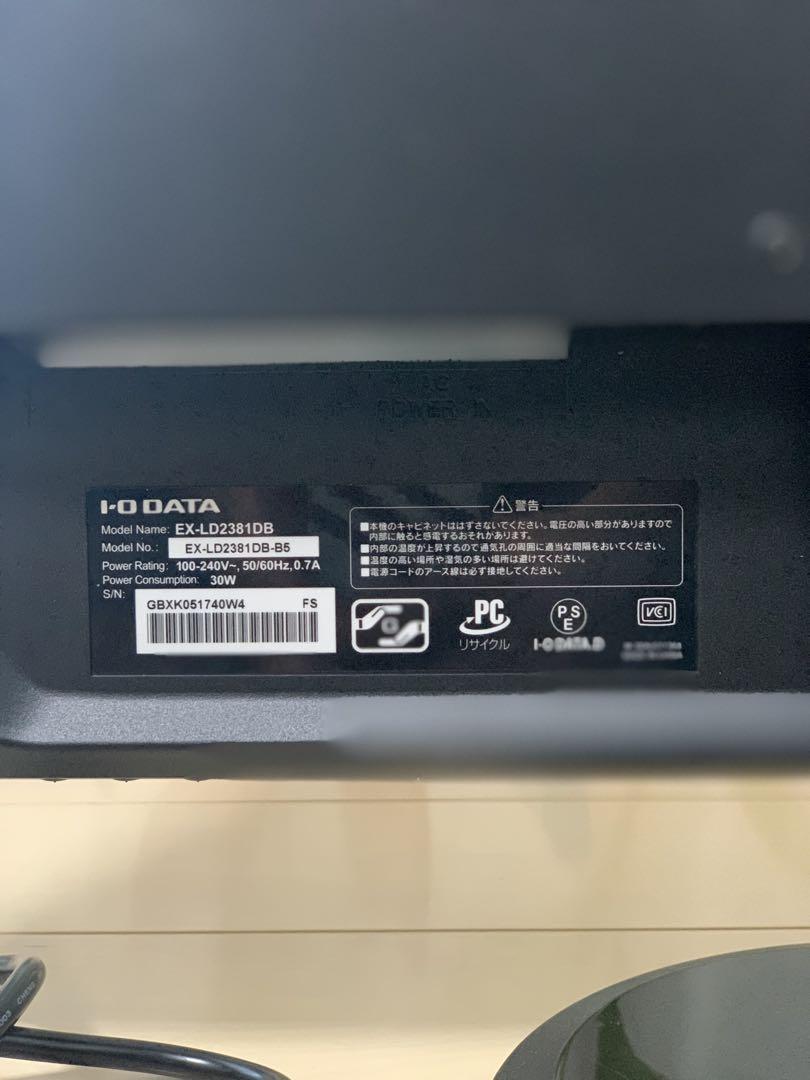 AC
POWER IN
I-O DATA
Model Name: EX-LD2381DB
Model No.: EX-LD2381DB-B5
Power Rating: 100-240V~, 50/60Hz, 0.7A
Power Consumption: 30W
S/N:
GBXK051740W4 FS
⚠警告
■本機のキャビネットははずさないでください。電圧の高い部分がありますので
内部に触ると感電するおそれかあります。
■内部の温度が上昇するので通気孔の周囲に適当な間隔をおいてください。
■温度の高い場所や湿気の多い場所は避けてください。
■電源コードのアース線は必ず接地してください。
PC
リサイクル
PS
E
I-O DATA
VCI